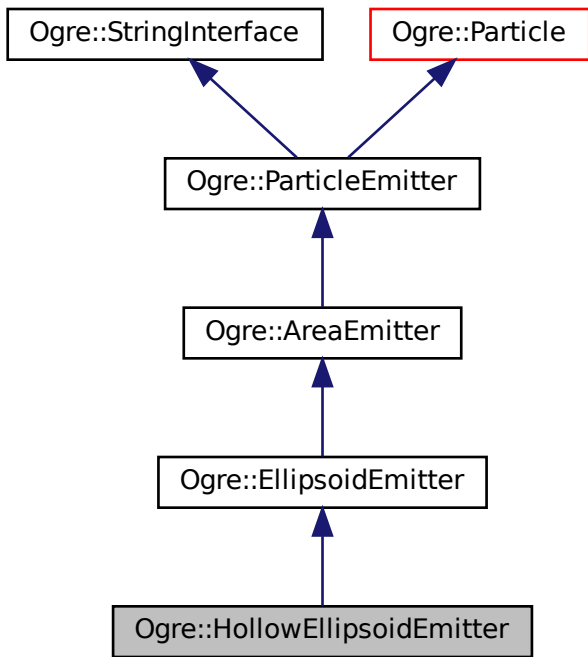 Ogre::StringInterface
Ogre::Particle
Ogre::ParticleEmitter
Ogre::AreaEmitter
Ogre::EllipsoidEmitter
Ogre::HollowEllipsoidEmitter